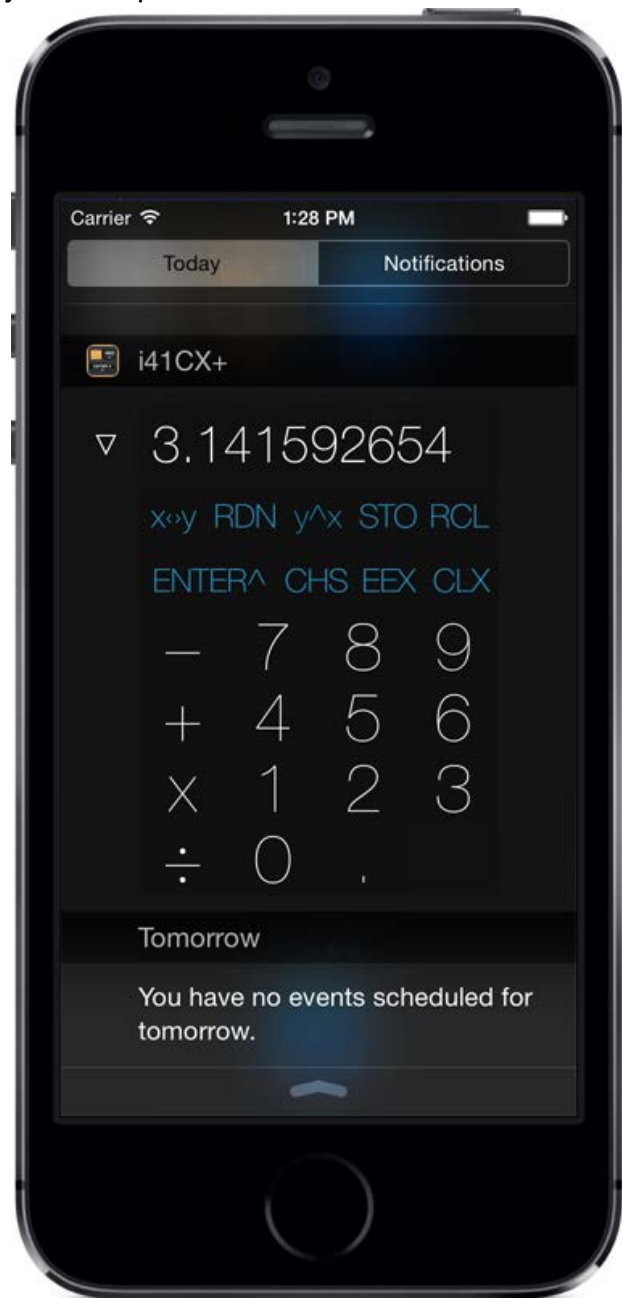 Carrier 1:28 PM
Today Notifications
i41CX+
▽ 3.141592654
x‹›y RDN y^x STO RCL
ENTER^ CHS EEX CLX
— 7 8 9
+ 4 5 6
× 1 2 3
÷ 0 .
Tomorrow
You have no events scheduled for
tomorrow.